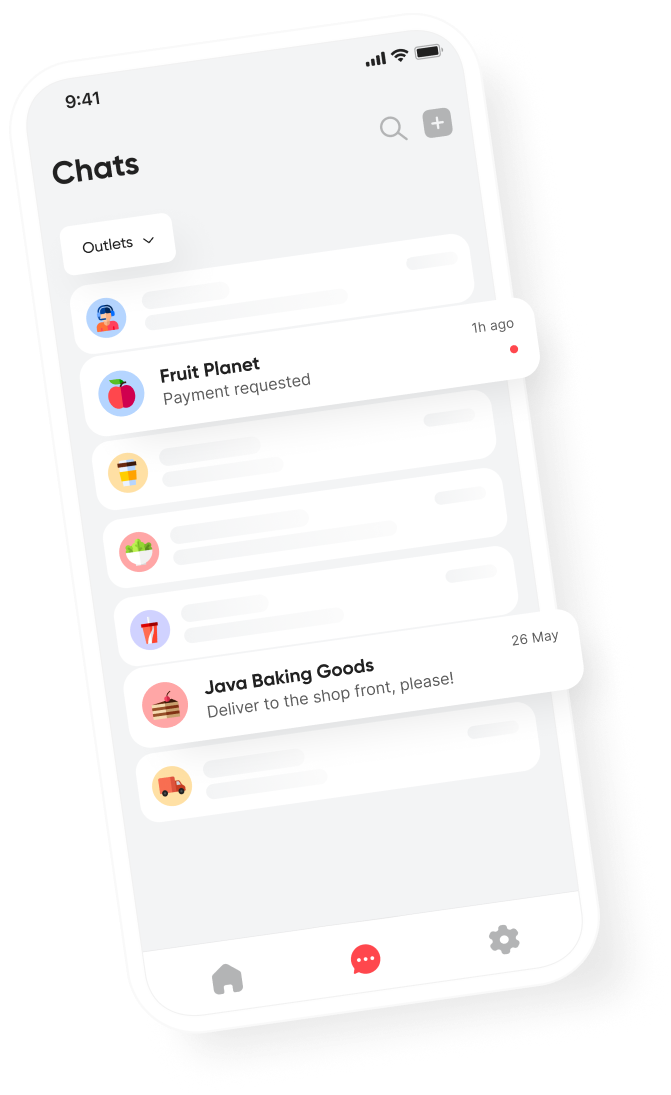 9:41
Chats
Outlets
1h ago
Fruit Planet
Payment requested
26 May
Java Baking Goods
Deliver to the shop front, please!